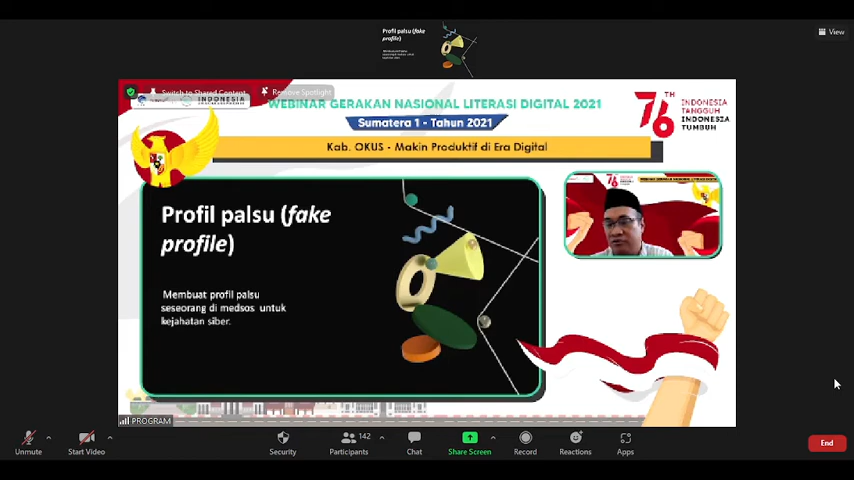 Profil palsu (fake
profile)
View
Switch to Shared Content
Remove Spotlight
INDONESIA
WEBINAR GERAKAN NASIONAL LITERASI DIGITAL 2021
Sumatera 1 - Tahun 2021
Kab. OKUS - Makin Produktif di Era Digital
76TH
INDONESIA
TANGGUH
INDONESIA
TUMBUH
Profil palsu (fake
profile)
Membuat profil palsu
seseorang di medsos untuk
kejahatan siber.
PROGRAM
Unmute
Start Video
Security
142
Participants
Chat
Share Screen
Record
Reactions
Apps
End